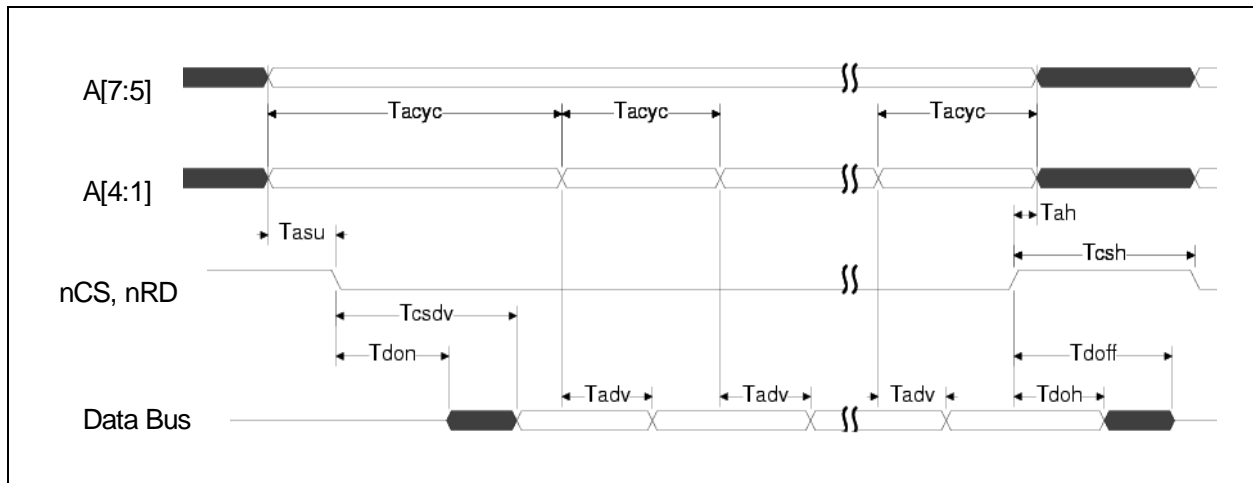 A[7:5]
Tacyc Tacyc Tacyc
A[4:1]
Tasu Tah
Tcsh
nCS, nRD
Tcsdv
Tdon Tdoff
Tadv Tadv Tadv Tdoh
Data Bus